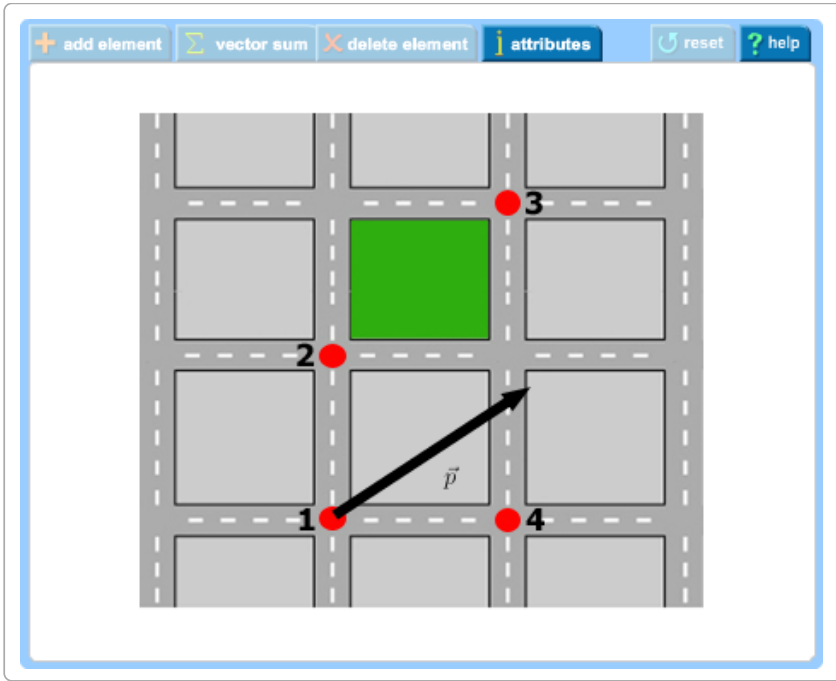 add element Σ vector sum delete element i attributes reset ? help
3
2
p⃗
1 4